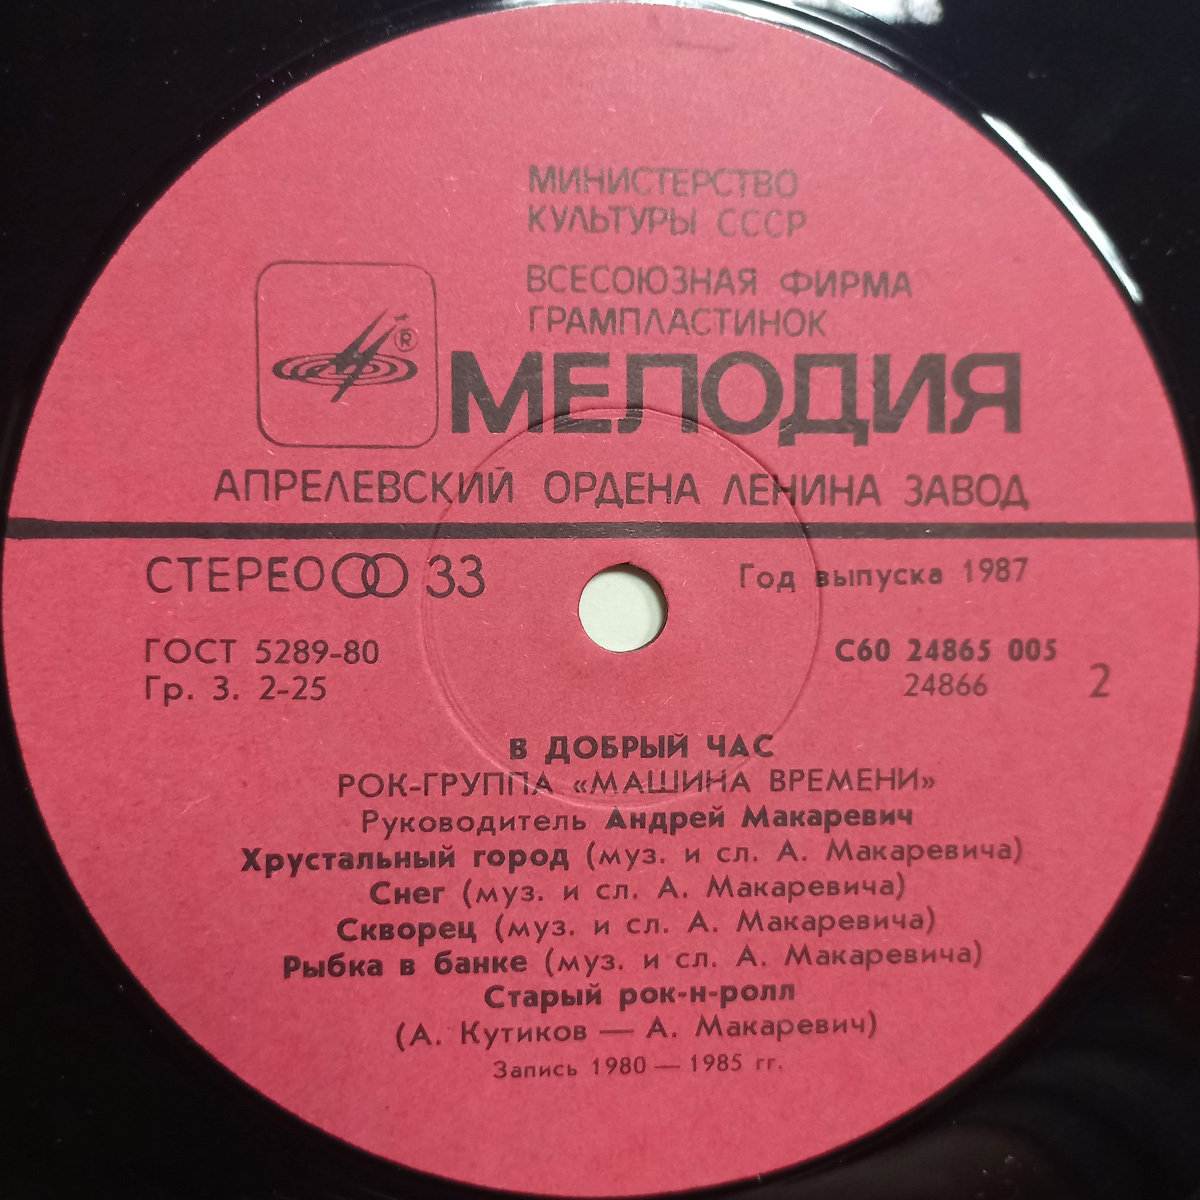 МИНИСТЕРСТВО
КУЛЬТУРЫ СССР
ВСЕСОЮЗНАЯ ФИРМА
ГРАМПЛАСТИНОК
®
МЕЛОДИЯ
АПРЕЛЕВСКИЙ ОРДЕНА ЛЕНИНА ЗАВОД
СТЕРЕО 33
Год выпуска 1987
ГОСТ 5289-80
Гр. 3. 2-25
С60 24865 005
24866
2
В ДОБРЫЙ ЧАС
РОК-ГРУППА «МАШИНА ВРЕМЕНИ»
Руководитель Андрей Макаревич
Хрустальный город (муз. и сл. А. Макаревича)
Снег (муз. и сл. А. Макаревича)
Скворец (муз. и сл. А. Макаревича)
Рыбка в банке (муз. и сл. А. Макаревича)
Старый рок-н-ролл
(А. Кутиков — А. Макаревич)
Запись 1980 — 1985 гг.